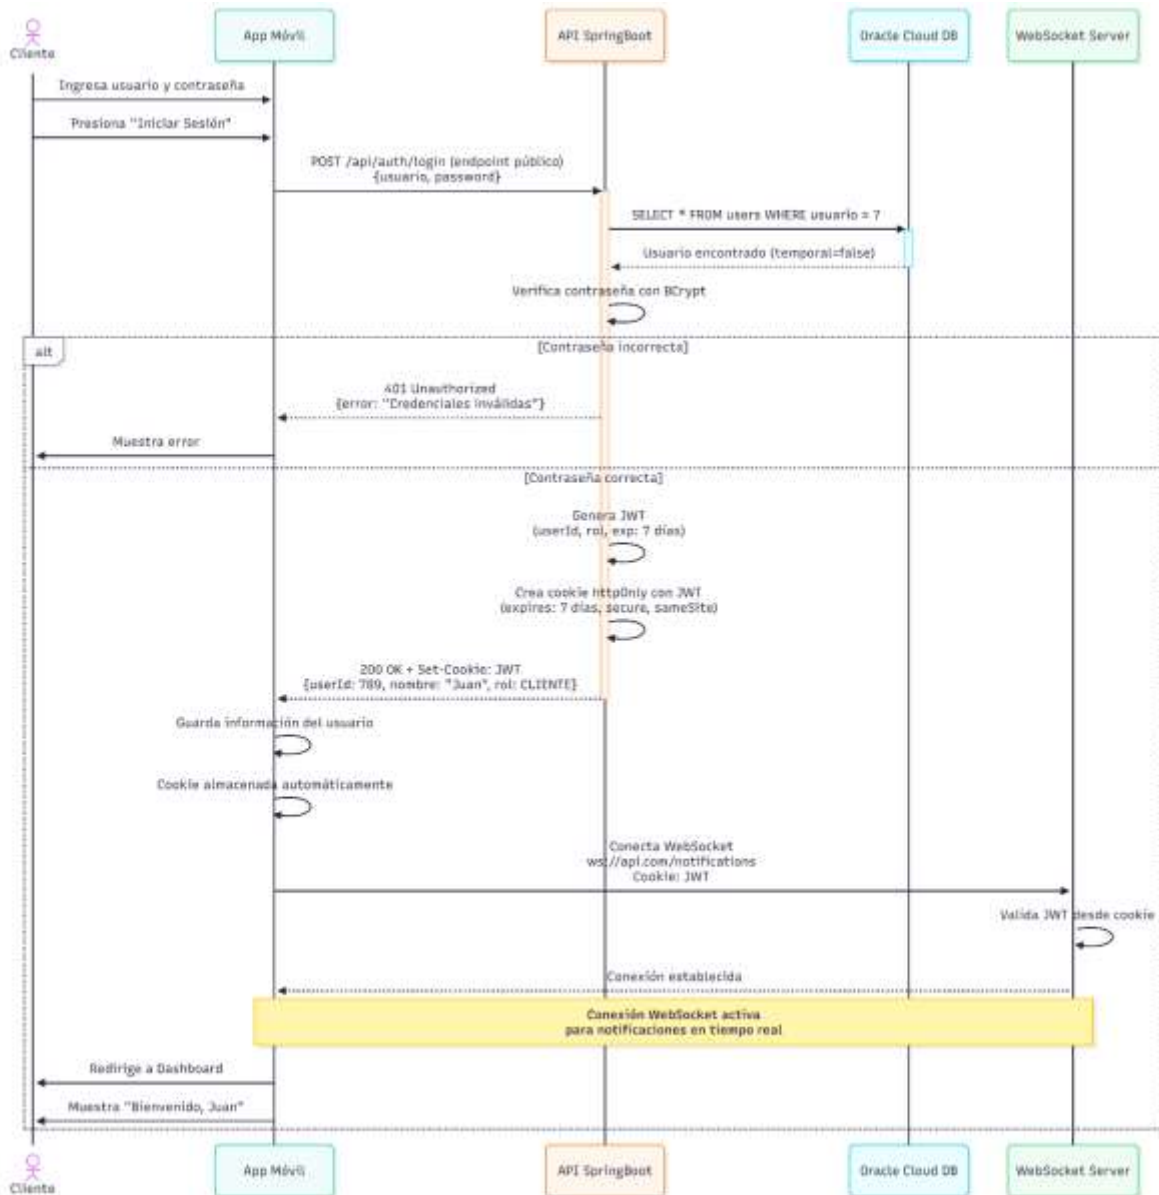 Cliente
App Móvil
API SpringBoot
Oracle Cloud DB
WebSocket Server
Ingresa usuario y contraseña
Presiona "Iniciar Sesión"
POST /api/auth/login (endpoint público)
{usuario, password}
SELECT * FROM users WHERE usuario = ?
Usuario encontrado (temporal=false)
Verifica contraseña con BCrypt
alt
[Contraseña incorrecta]
401 Unauthorized
{error: "Credenciales inválidas"}
Muestra error
[Contraseña correcta]
Genera JWT
(userId, rol, exp: 7 días)
Crea cookie httpOnly con JWT
(expires: 7 días, secure, sameSite)
200 OK + Set-Cookie: JWT
{userId: 789, nombre: "Juan", rol: CLIENTE}
Guarda información del usuario
Cookie almacenada automáticamente
Conecta WebSocket
ws://api.com/notifications
Cookie: JWT
Valida JWT desde cookie
Conexión establecida
Conexión WebSocket activa
para notificaciones en tiempo real
Redirige a Dashboard
Muestra "Bienvenido, Juan"
Cliente
App Móvil
API SpringBoot
Oracle Cloud DB
WebSocket Server